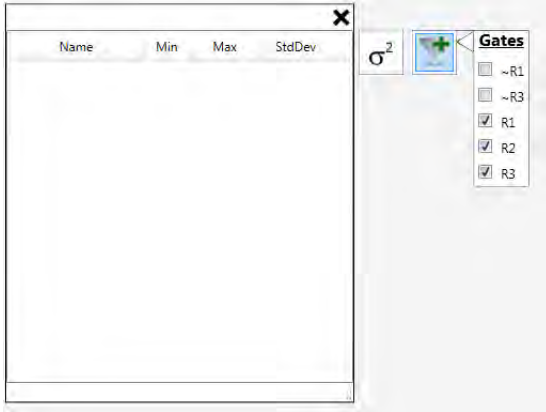 Name Min Max StdDev
σ²
Gates
~R1
~R3
R1
R2
R3